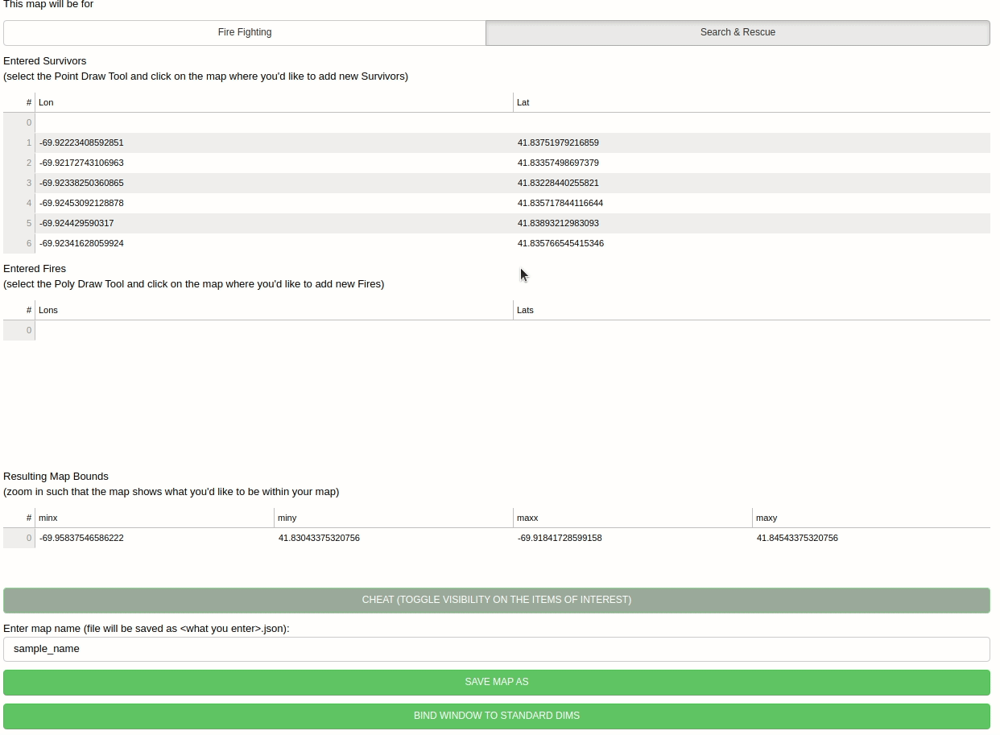 This map will be for
Fire Fighting Search & Rescue
Entered Survivors
(select the Point Draw Tool and click on the map where you'd like to add new Survivors)
# Lon Lat
0
1 -69.92223408592851 41.83751979216859
2 -69.92172743106963 41.83357498697379
3 -69.92338250360865 41.83228440255821
4 -69.92453092128878 41.835717844116644
5 -69.924429590317 41.83893212983093
6 -69.92341628059924 41.835766545415346
Entered Fires
(select the Poly Draw Tool and click on the map where you'd like to add new Fires)
# Lons Lats
0
Resulting Map Bounds
(zoom in such that the map shows what you'd like to be within your map)
# minx miny maxx maxy
0 -69.95837546586222 41.83043375320756 -69.91841728599158 41.84543375320756
CHEAT (TOGGLE VISIBILITY ON THE ITEMS OF INTEREST)
Enter map name (file will be saved as <what you enter>.json):
sample_name
SAVE MAP AS
BIND WINDOW TO STANDARD DIMS